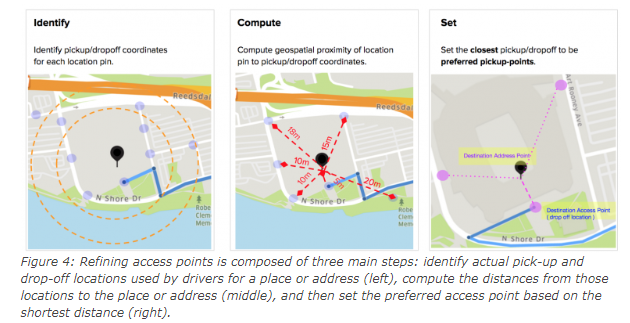 Identify
Identify pickup/dropoff coordinates
for each location pin.
Reedsda
N Shore Dr
Robe
Clem
Mem
Compute
Compute geospatial proximity of location
pin to pickup/dropoff coordinates.
Reedsda
18m
15m
10m
10m
20m
N Shore Dr
Robe
Clem
Mem
Set
Set the closest pickup/dropoff to be
preferred pickup-points.
Art Rooney Ave
Destination Address Point
Destination Access Point
( drop off location )
N Shore Dr
Figure 4: Refining access points is composed of three main steps: identify actual pick-up and
drop-off locations used by drivers for a place or address (left), compute the distances from those
locations to the place or address (middle), and then set the preferred access point based on the
shortest distance (right).